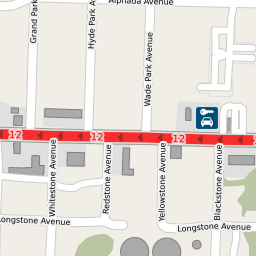 Alphada Avenue
Grand Park
Hyde Park A
Wade Park Avenue
12
12
12
Whitestone Avenue
Redstone Avenue
Yellowstone Avenue
Blackstone Avenue
Longstone Avenue
Longstone Avenue